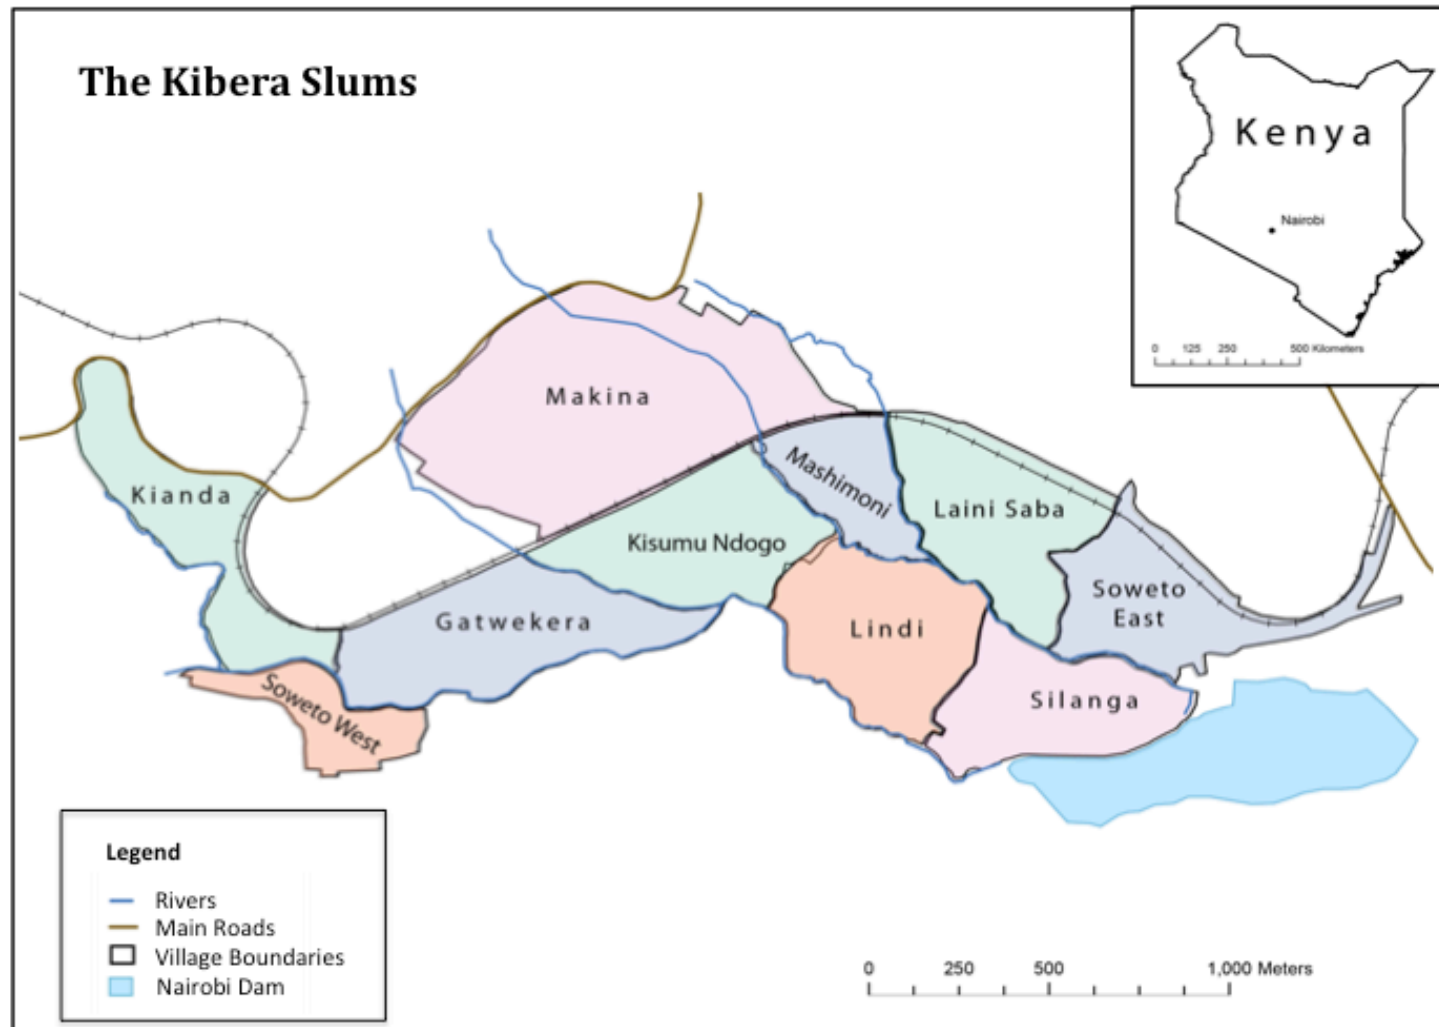 The Kibera Slums
Kenya
Nairobi
0 125 250 500 Kilometers
Makina
Kianda
Mashimoni
Laini Saba
Kisumu Ndogo
Soweto
East
Gatwekera
Lindi
Silanga
Soweto West
Legend
Rivers
Main Roads
Village Boundaries
Nairobi Dam
0 250 500 1,000 Meters